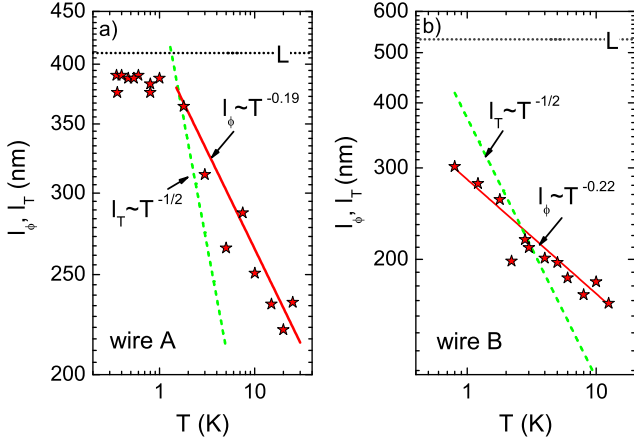 a)
450
400
350
300
250
200
L
l_ϕ~T^-0.19
l_T~T^-1/2
wire A
1
10
T (K)
l_ϕ, l_T (nm)
b)
600
500
400
300
200
L
l_T~T^-1/2
l_ϕ~T^-0.22
wire B
1
10
T (K)
l_ϕ, l_T (nm)